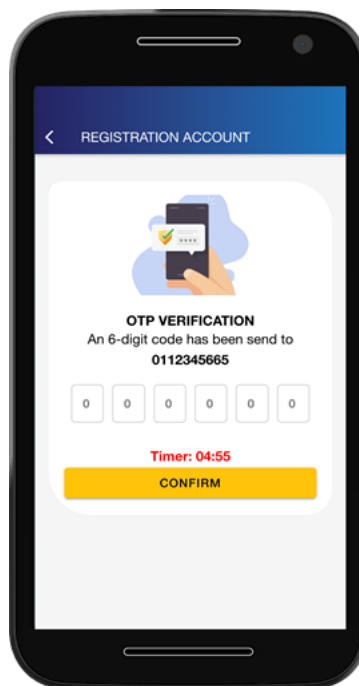 REGISTRATION ACCOUNT
OTP VERIFICATION
An 6-digit code has been send to
0112345665
0 0 0 0 0 0
Timer: 04:55
CONFIRM